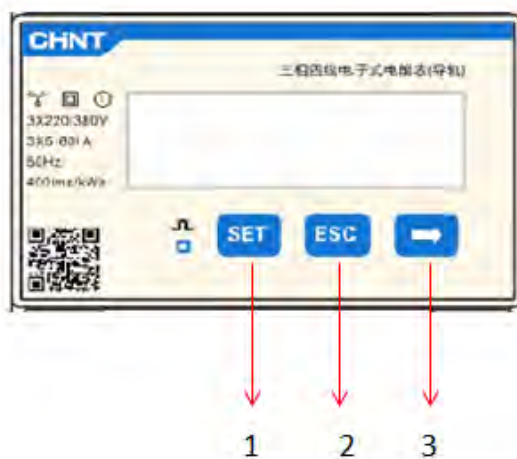 CHNT
三相四线电子式电能表(导轨)
3X220/380V
3X5(80)A
50Hz
400imp/kWh
SET
ESC
1
2
3